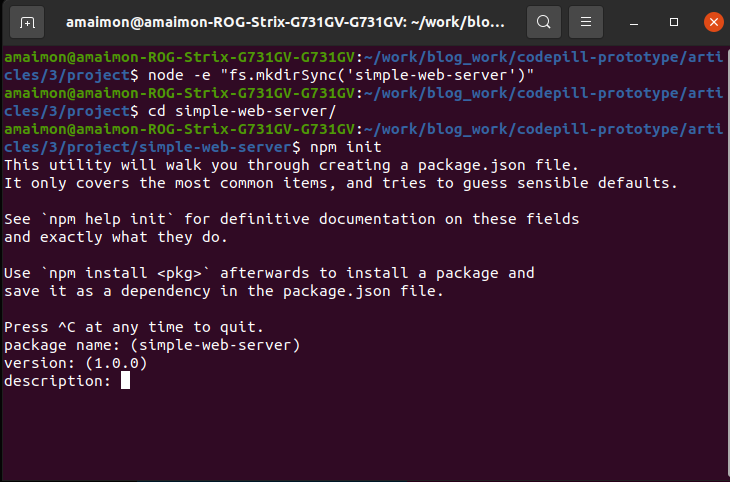 amaimon@amaimon-ROG-Strix-G731GV-G731GV: ~/work/blo...
amaimon@amaimon-ROG-Strix-G731GV-G731GV:~/work/blog_work/codepill-prototype/arti
cles/3/project$ node -e "fs.mkdirSync('simple-web-server')"
amaimon@amaimon-ROG-Strix-G731GV-G731GV:~/work/blog_work/codepill-prototype/arti
cles/3/project$ cd simple-web-server/
amaimon@amaimon-ROG-Strix-G731GV-G731GV:~/work/blog_work/codepill-prototype/arti
cles/3/project/simple-web-server$ npm init
This utility will walk you through creating a package.json file.
It only covers the most common items, and tries to guess sensible defaults.
See `npm help init` for definitive documentation on these fields
and exactly what they do.
Use `npm install <pkg>` afterwards to install a package and
save it as a dependency in the package.json file.
Press ^C at any time to quit.
package name: (simple-web-server)
version: (1.0.0)
description: